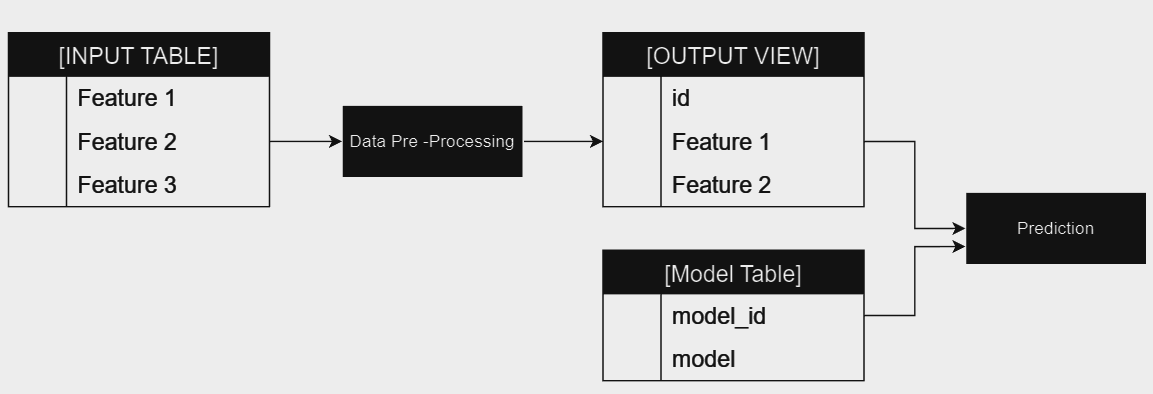 [INPUT TABLE]
Feature 1
Feature 2
Feature 3
Data Pre -Processing
[OUTPUT VIEW]
id
Feature 1
Feature 2
[Model Table]
model_id
model
Prediction